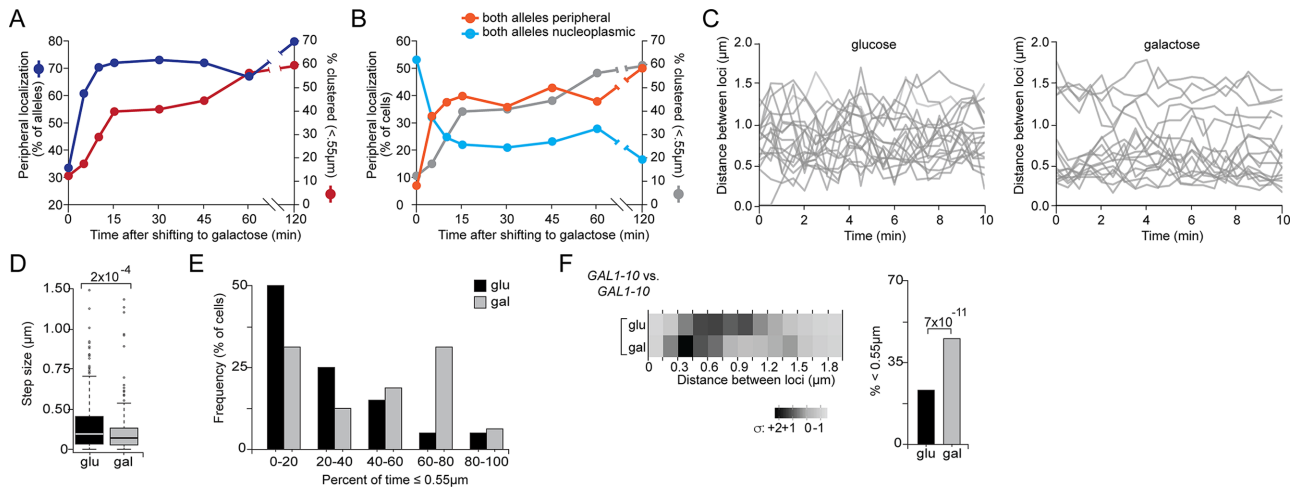 A
80
70
60
50
40
30
20
Peripheral localization
(% of alleles)
70
60
50
40
30
20
10
0
% clustered (<.55μm)
0 15 30 45 60 120
Time after shifting to galactose (min)
B
both alleles peripheral
both alleles nucleoplasmic
60
50
40
30
20
10
0
Peripheral localization
(% of cells)
70
60
50
40
30
20
10
0
% clustered (<.55μm)
0 15 30 45 60 120
Time after shifting to galactose (min)
C
glucose
2.0
1.5
1.0
0.5
0.0
Distance between loci (μm)
0 2 4 6 8 10
Time (min)
galactose
2.0
1.5
1.0
0.5
0.0
Distance between loci (μm)
0 2 4 6 8 10
Time (min)
D
2x10-4
1.50
1.00
0.50
0
Step size (μm)
glu gal
E
glu
gal
50
25
0
Frequency (% of cells)
0-20 20-40 40-60 60-80 80-100
Percent of time ≤ 0.55μm
F
GAL1-10 vs.
GAL1-10
glu
gal
0 0.3 0.6 0.9 1.2 1.5 1.8
Distance between loci (μm)
σ: +2+1 0-1
70
35
0
% < 0.55μm
7x10-11
glu gal